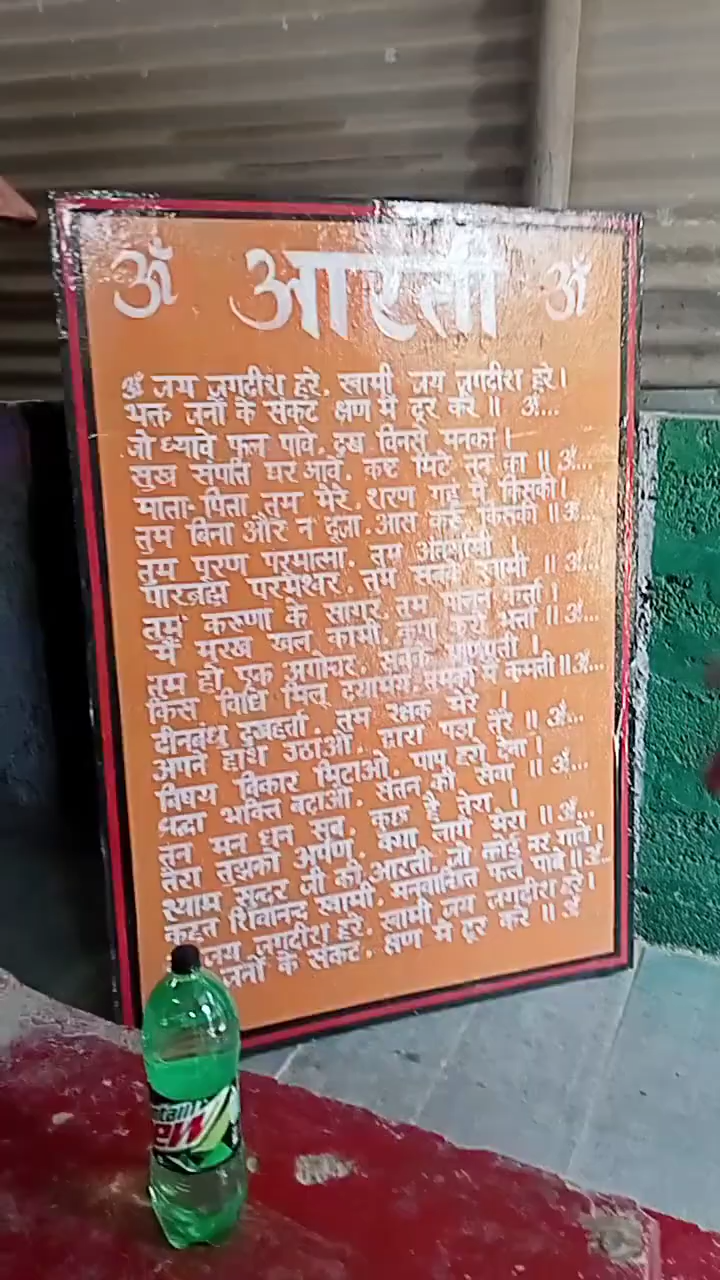 ॐ आरती ॐ
ॐ जय जगदीश हरे, स्वामी जय जगदीश हरे।
भक्त जनों के संकट क्षण में दूर करे॥ ॐ...
जो ध्यावे फल पावे, दुख विनसे मनका।
सुख संपति घर आवे, कष्ट मिटे तन का॥ ॐ...
माता-पिता तुम मेरे, शरण गहूं मैं किसकी।
तुम बिना और न दूजा, आस करूं किसकी॥ ॐ...
तुम पूरण परमात्मा, तुम अंतर्यामी।
पारब्रह्म परमेश्वर, तुम सबके स्वामी॥ ॐ...
तुम करुणा के सागर, तुम पालन कर्ता।
मैं मूरख खल कामी, कृपा करो भर्ता॥ ॐ...
तुम हो एक अगोचर, सबके प्राणपती।
किस विधि मिलू दयामय, तुमको मैं कुमती॥ ॐ...
दीनबंधु दुखहर्ता, तुम रक्षक मेरे।
अपने हाथ उठाओ, द्वारा पड़ा तेरे॥ ॐ...
विषय विकार मिटाओ, पाप हरो देवा।
श्रद्धा भक्ति बढ़ाओ, संतन की सेवा॥ ॐ...
तन मन धन सब, कुछ है तेरा।
तेरा तुझको अर्पण, क्या लागे मेरा॥ ॐ...
श्याम सुन्दर जी की आरती, जो कोई नर गावे।
कहत शिवानन्द स्वामी, मनवांछित फल पावे॥ ॐ...
जय जगदीश हरे, स्वामी जय जगदीश हरे।
जनों के संकट, क्षण में दूर करे॥ ॐ